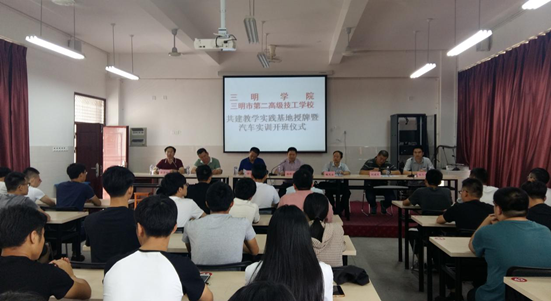 三明学院
三明市第二高级技工学校
共建教学实践基地授牌暨
汽车实训开班仪式